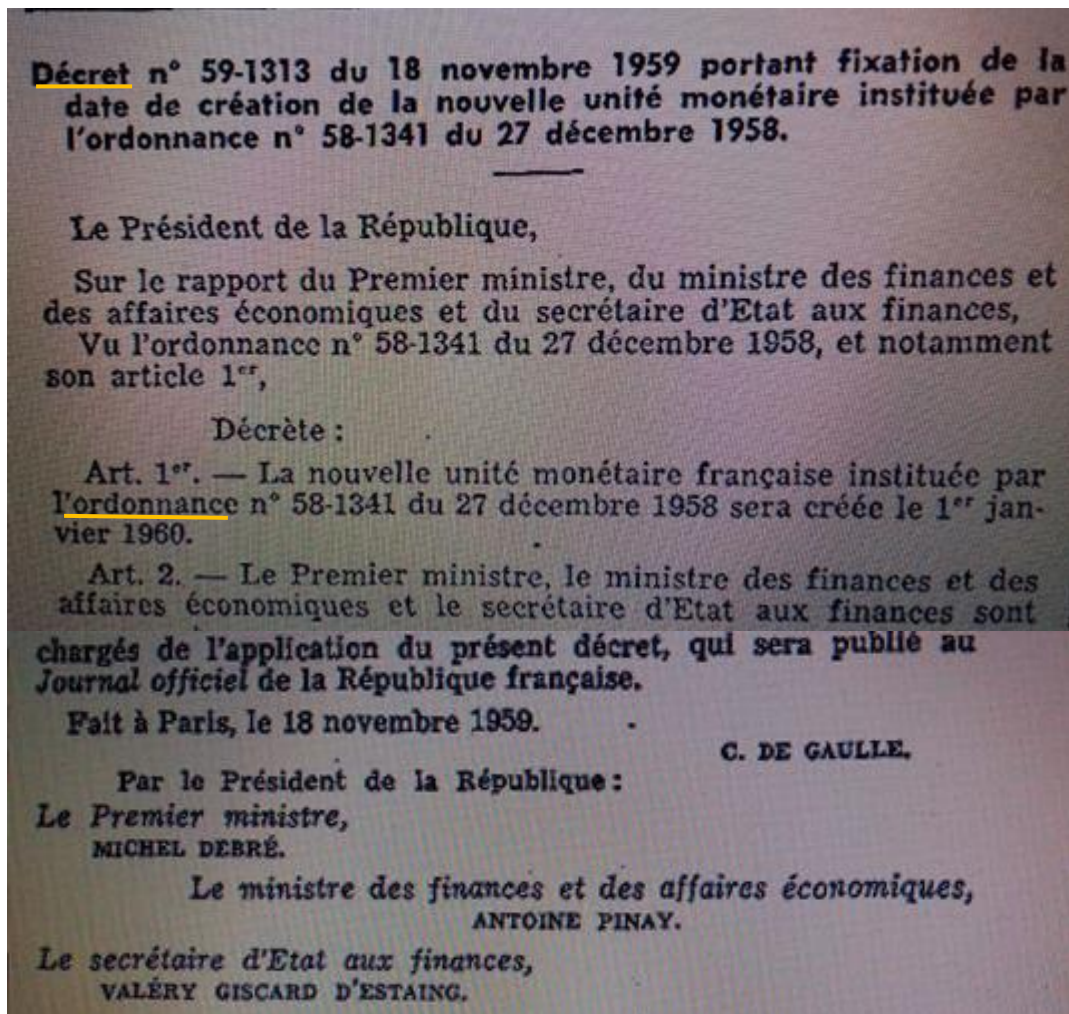 Décret n° 59-1313 du 18 novembre 1959 portant fixation de la
date de création de la nouvelle unité monétaire instituée par
l'ordonnance n° 58-1341 du 27 décembre 1958.
Le Président de la République,
Sur le rapport du Premier ministre, du ministre des finances et
des affaires économiques et du secrétaire d'Etat aux finances,
Vu l'ordonnance n° 58-1341 du 27 décembre 1958, et notamment
son article 1er,
Décrète :
Art. 1er. — La nouvelle unité monétaire française instituée par
l'ordonnance n° 58-1341 du 27 décembre 1958 sera créée le 1er jan-
vier 1960.
Art. 2. — Le Premier ministre, le ministre des finances et des
affaires économiques et le secrétaire d'Etat aux finances sont
chargés de l'application du présent décret, qui sera publié au
Journal officiel de la République française.
Fait à Paris, le 18 novembre 1959.
C. DE GAULLE.
Par le Président de la République :
Le Premier ministre,
MICHEL DEBRÉ.
Le ministre des finances et des affaires économiques,
ANTOINE PINAY.
Le secrétaire d'Etat aux finances,
VALÉRY GISCARD D'ESTAING.